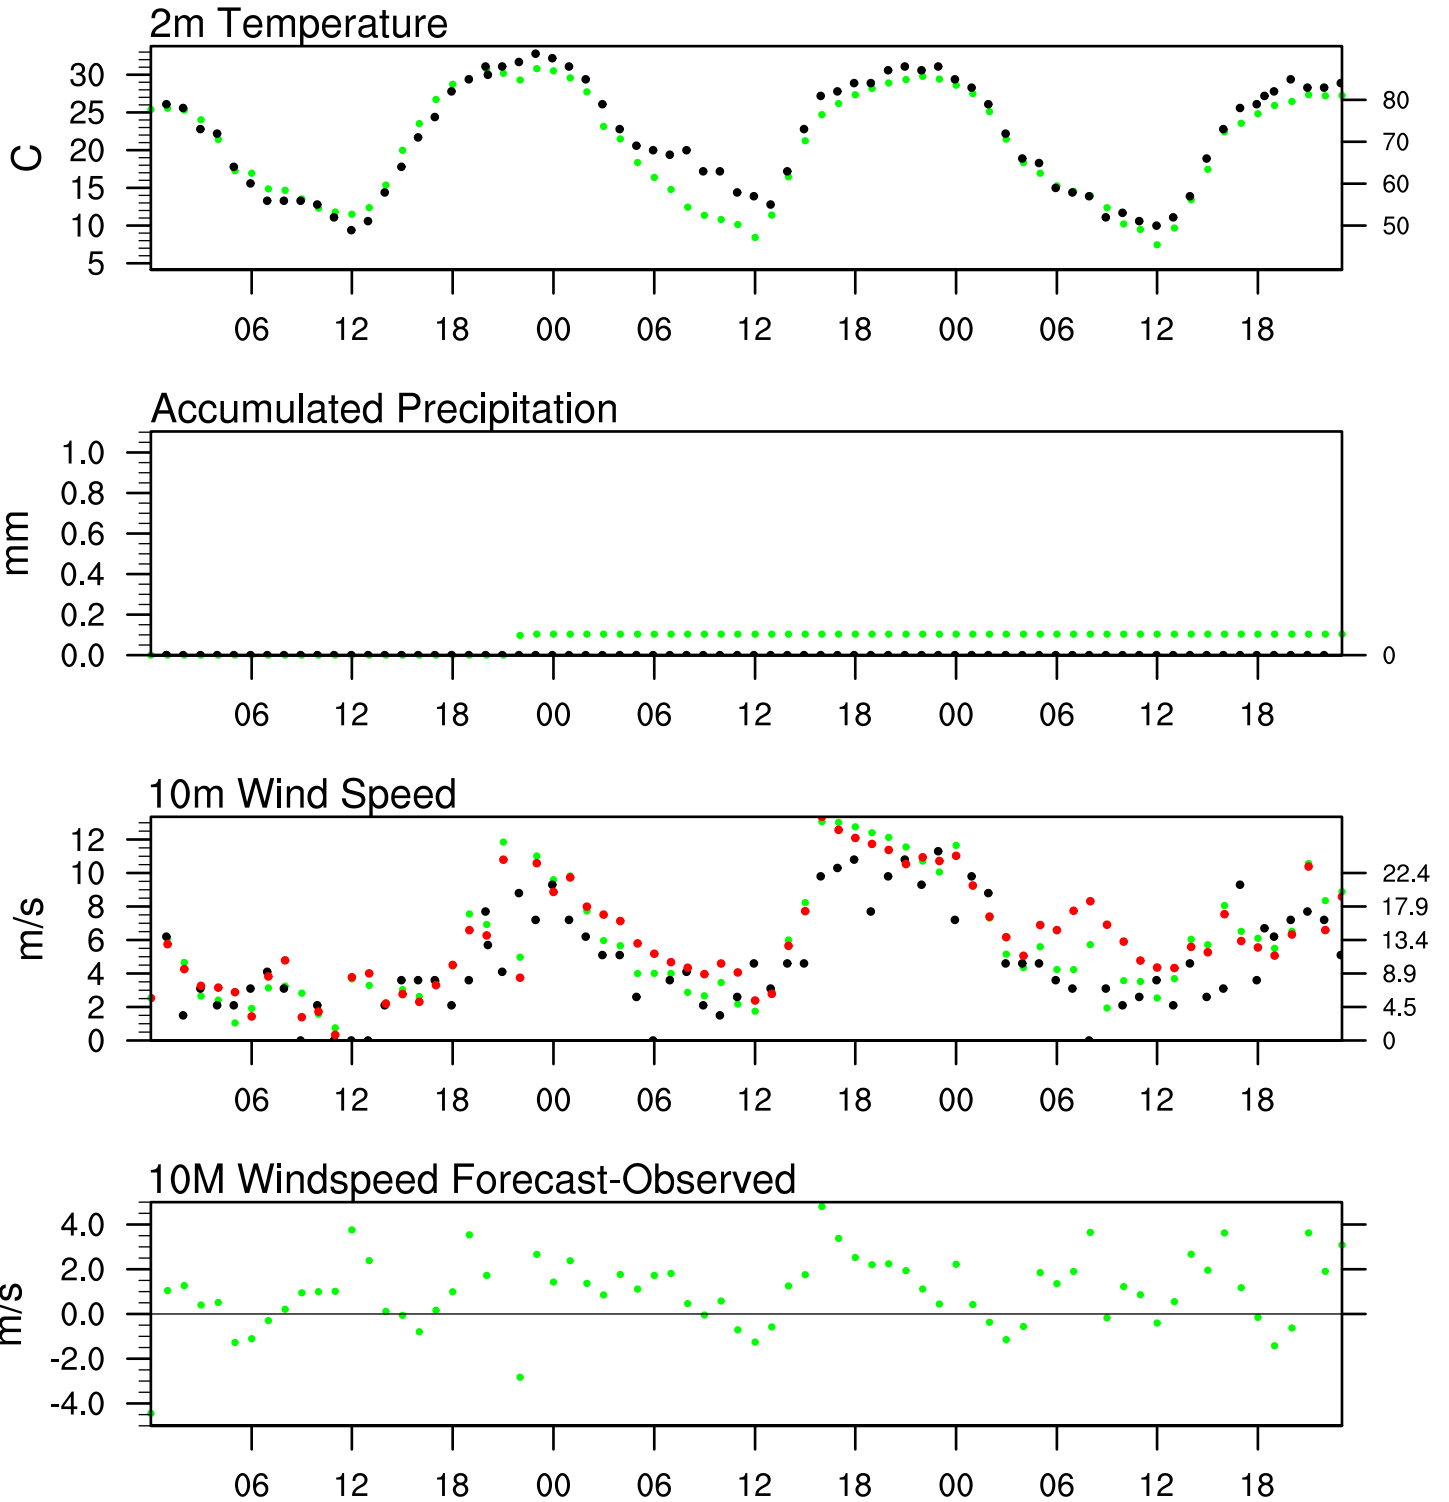 2m Temperature
30
25
20
15
10
5
C
80
70
60
50
06 12 18 00 06 12 18 00 06 12 18
Accumulated Precipitation
1.0
0.8
0.6
0.4
0.2
0.0
mm
0
06 12 18 00 06 12 18 00 06 12 18
10m Wind Speed
12
10
8
6
4
2
0
m/s
22.4
17.9
13.4
8.9
4.5
0
06 12 18 00 06 12 18 00 06 12 18
10M Windspeed Forecast-Observed
4.0
2.0
0.0
-2.0
-4.0
m/s
06 12 18 00 06 12 18 00 06 12 18